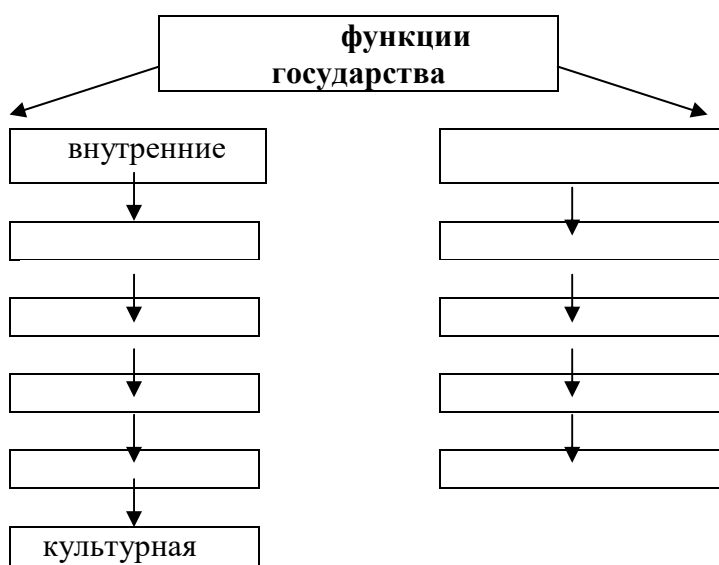 функции
государства
внутренние
культурная